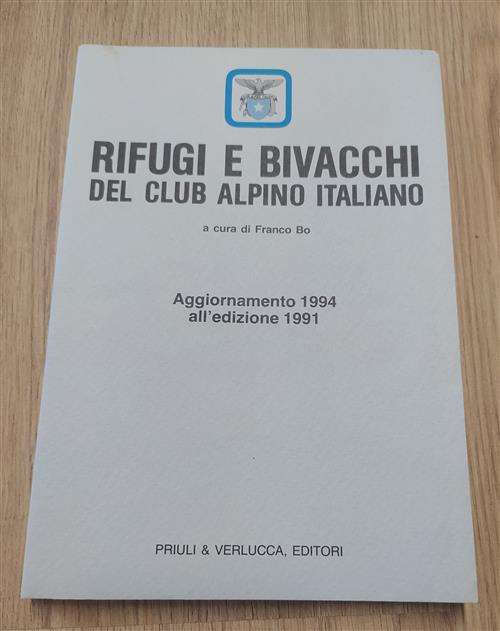 RIFUGI E BIVACCHI
DEL CLUB ALPINO ITALIANO
a cura di Franco Bo
Aggiornamento 1994
all'edizione 1991
PRIULI & VERLUCCA, EDITORI